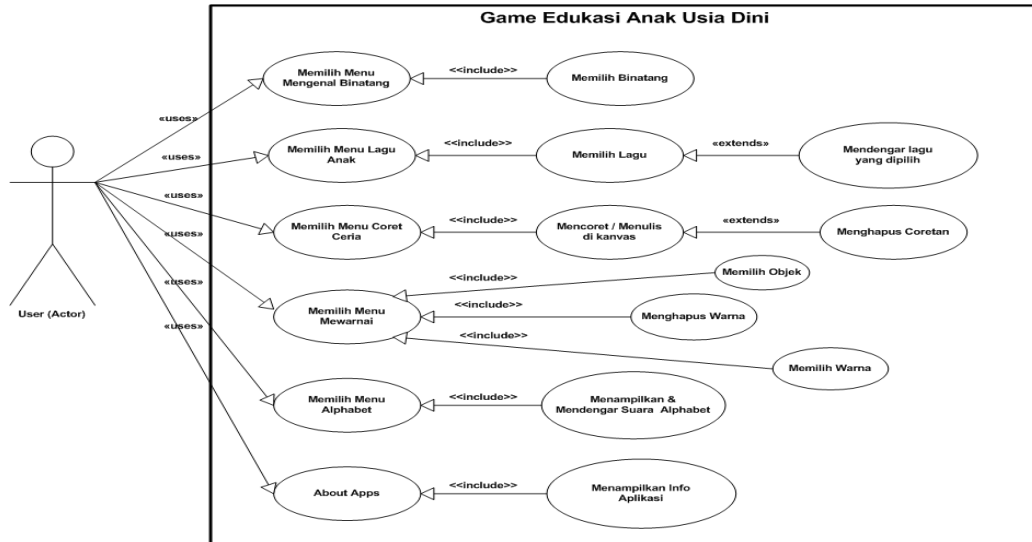 Game Edukasi Anak Usia Dini
Memilih Menu
Mengenal Binatang
<<include>>
Memilih Binatang
«uses»
Memilih Menu Lagu
Anak
<<include>>
Memilih Lagu
«extends»
Mendengar lagu
yang dipilih
«uses»
Memilih Menu Coret
Ceria
<<include>>
Mencoret / Menulis
di kanvas
«extends»
Menghapus Coretan
«uses»
«uses»
Memilih Menu
Mewarnai
<<include>>
Memilih Objek
<<include>>
Menghapus Warna
<<include>>
Memilih Warna
«uses»
User (Actor)
«uses»
Memilih Menu
Alphabet
<<include>>
Menampilkan &
Mendengar Suara Alphabet
About Apps
<<include>>
Menampilkan Info
Aplikasi